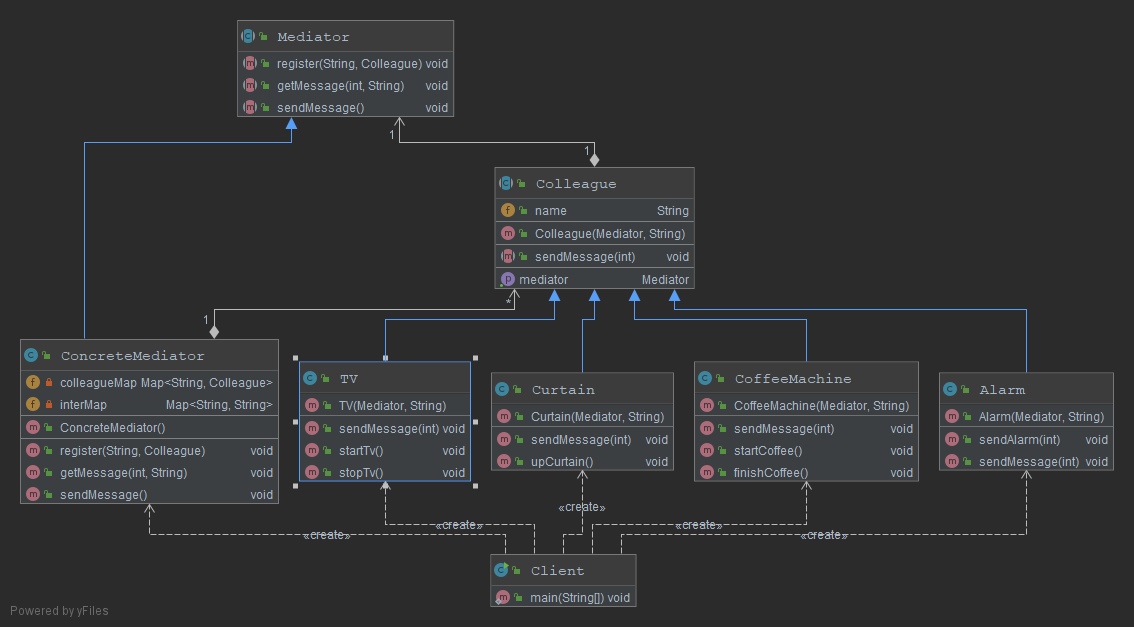 Mediator
register(String, Colleague) void
getMessage(int, String) void
sendMessage() void
1
1
Colleague
name String
Colleague(Mediator, String)
sendMessage(int) void
mediator Mediator
*
1
ConcreteMediator
colleagueMap Map<String, Colleague>
interMap Map<String, String>
ConcreteMediator()
register(String, Colleague) void
getMessage(int, String) void
sendMessage() void
TV
TV(Mediator, String)
sendMessage(int) void
startTv() void
stopTv() void
Curtain
Curtain(Mediator, String)
sendMessage(int) void
upCurtain() void
CoffeeMachine
CoffeeMachine(Mediator, String)
sendMessage(int) void
startCoffee() void
finishCoffee() void
Alarm
Alarm(Mediator, String)
sendAlarm(int) void
sendMessage(int) void
«create»
«create»
«create»
«create»
«create»
Client
main(String[]) void
Powered by yFiles